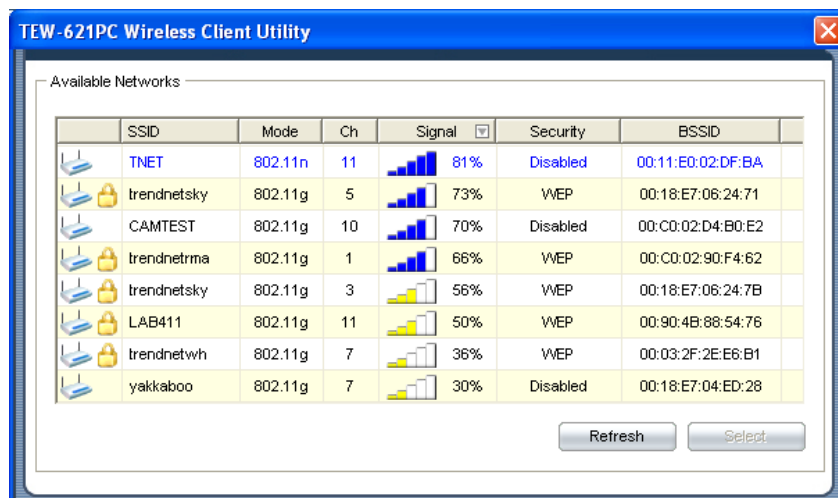 TEW-621PC Wireless Client Utility
Available Networks
SSID Mode Ch Signal Security BSSID
TNET 802.11n 11 81% Disabled 00:11:E0:02:DF:BA
trendnetsky 802.11g 5 73% WEP 00:18:E7:06:24:71
CAMTEST 802.11g 10 70% Disabled 00:C0:02:D4:B0:E2
trendnetrma 802.11g 1 66% WEP 00:C0:02:90:F4:62
trendnetsky 802.11g 3 56% WEP 00:18:E7:06:24:7B
LAB411 802.11g 11 50% WEP 00:90:4B:88:54:76
trendnetwh 802.11g 7 36% WEP 00:03:2F:2E:E6:B1
yakkaboo 802.11g 7 30% Disabled 00:18:E7:04:ED:28
Refresh Select